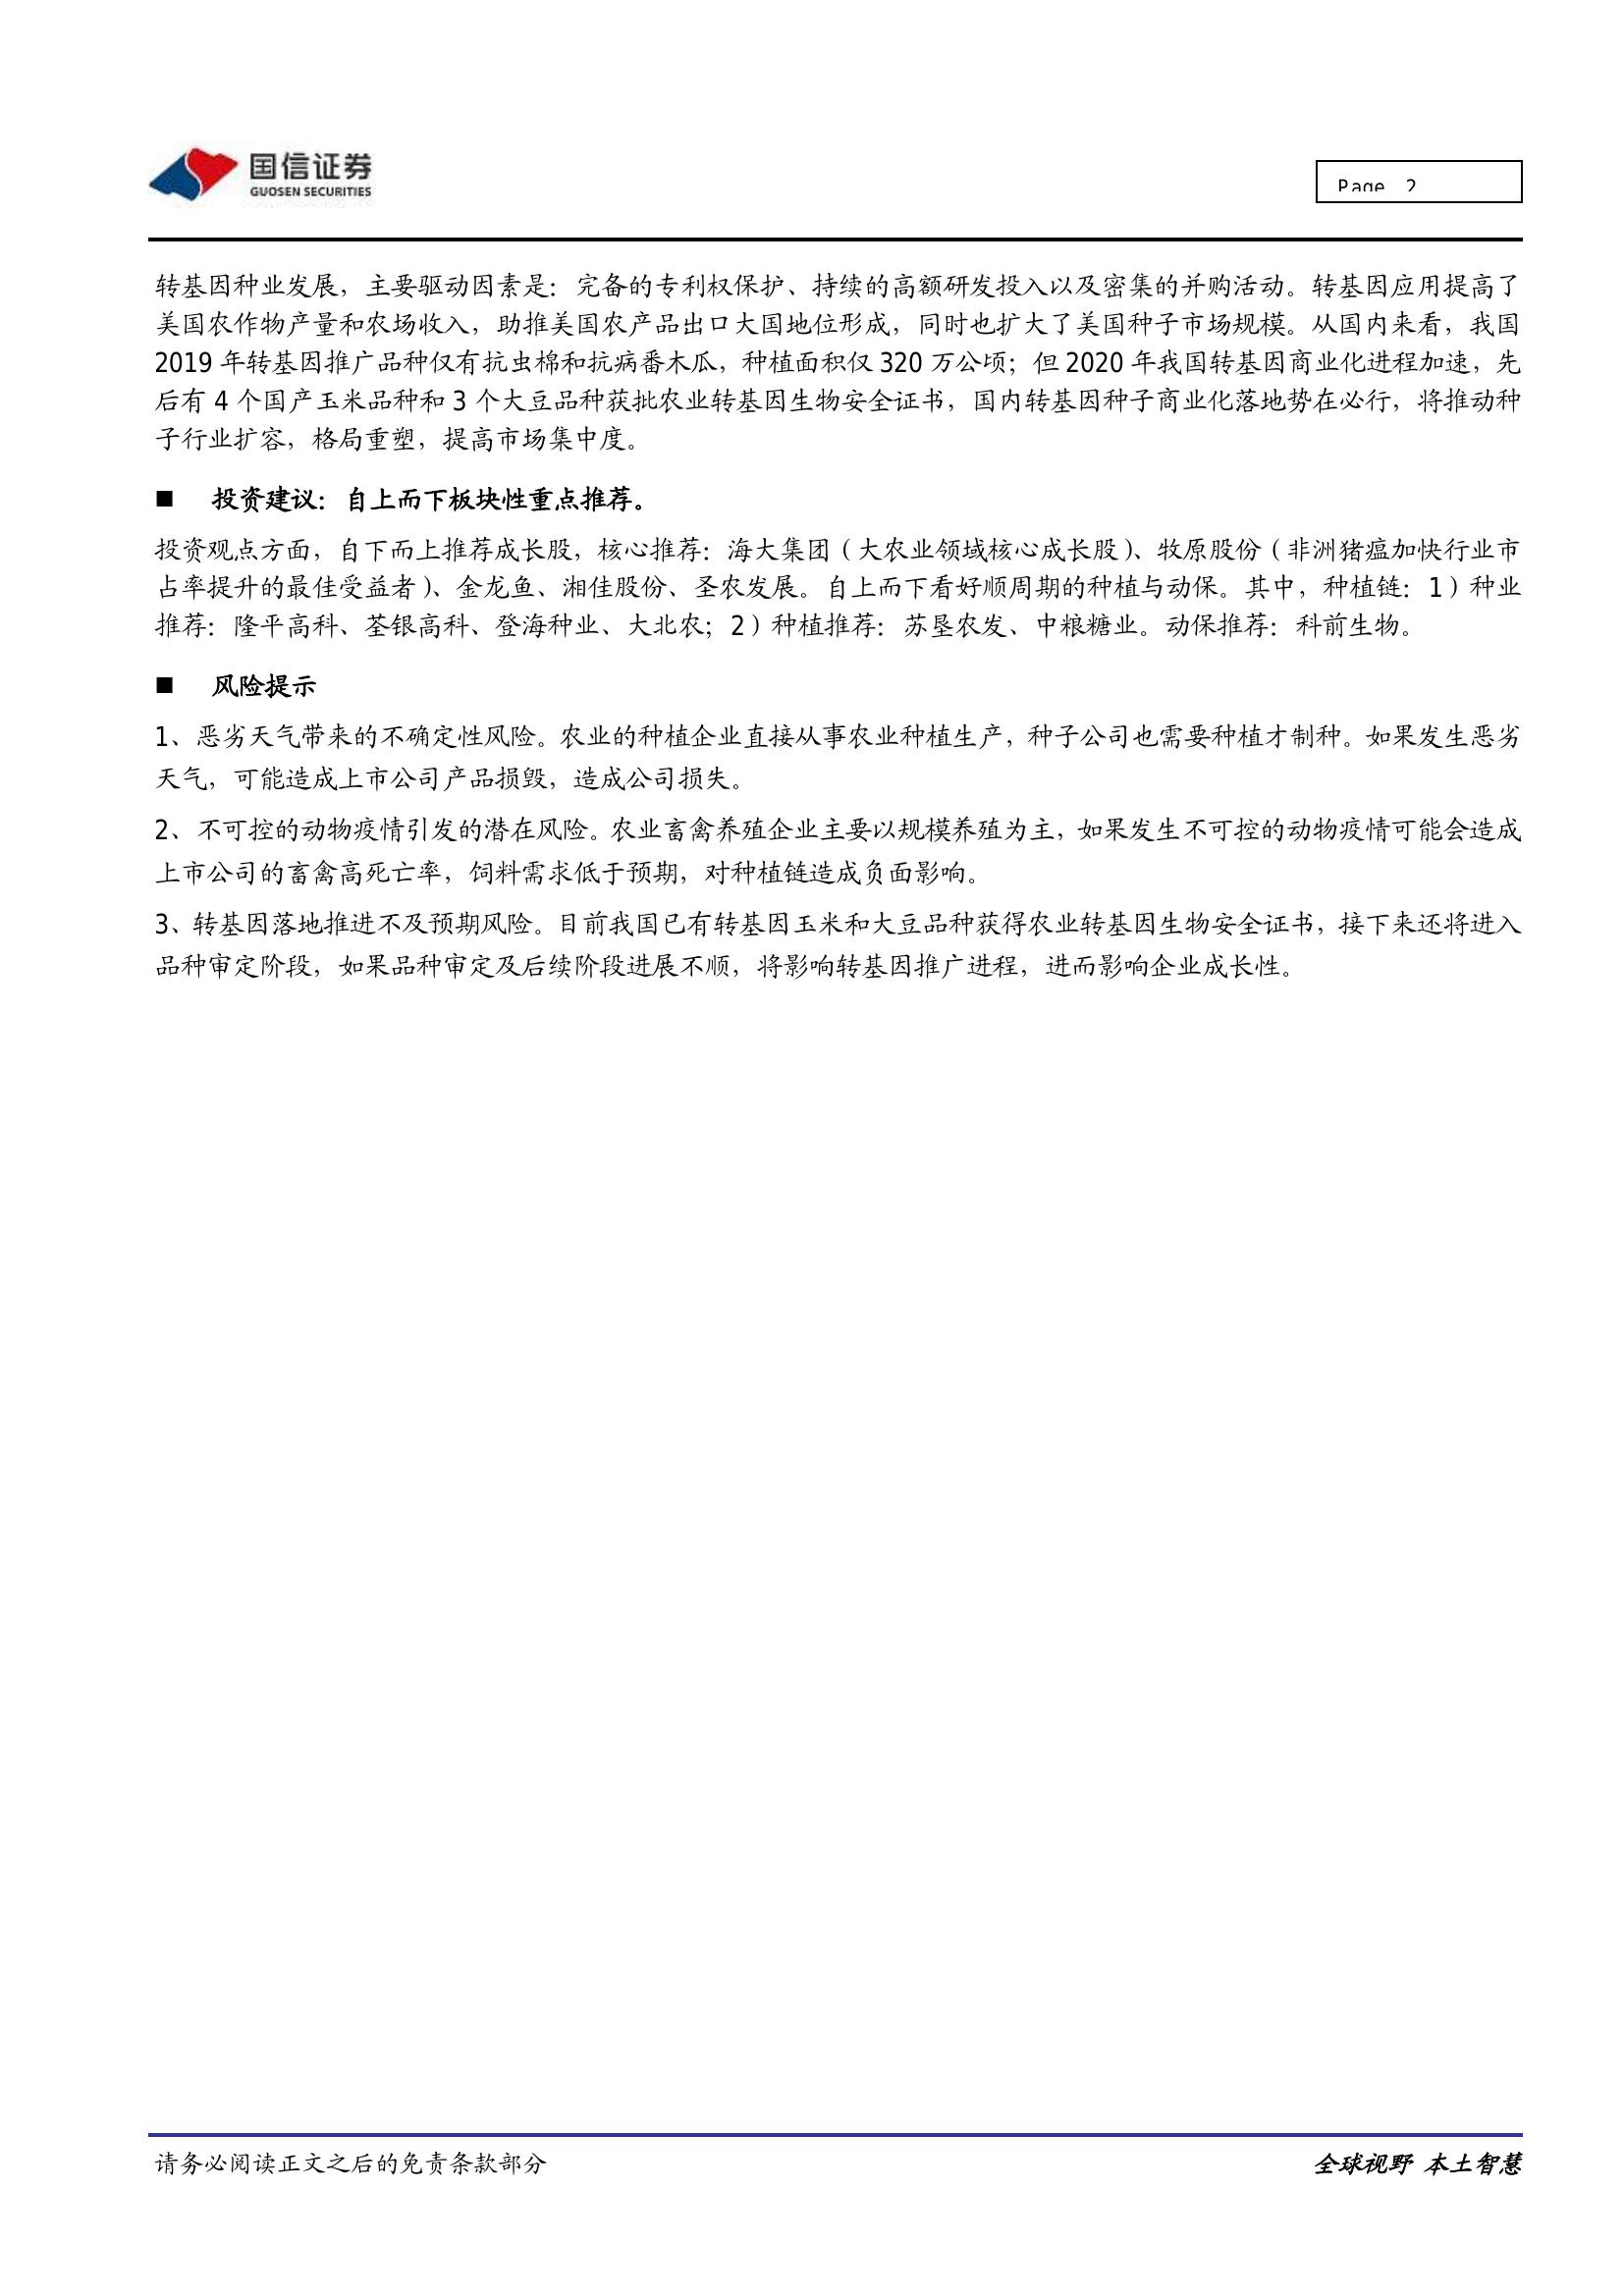 国信证券
GUOSEN SECURITIES
Page 2
转基因种业发展，主要驱动因素是：完备的专利权保护、持续的高额研发投入以及密集的并购活动。转基因应用提高了
美国农作物产量和农场收入，助推美国农产品出口大国地位形成，同时也扩大了美国种子市场规模。从国内来看，我国
2019 年转基因推广品种仅有抗虫棉和抗病番木瓜，种植面积仅 320 万公顷；但 2020 年我国转基因商业化进程加速，先
后有 4 个国产玉米品种和 3 个大豆品种获批农业转基因生物安全证书，国内转基因种子商业化落地势在必行，将推动种
子行业扩容，格局重塑，提高市场集中度。
■ 投资建议：自上而下板块性重点推荐。
投资观点方面，自下而上推荐成长股，核心推荐：海大集团（大农业领域核心成长股）、牧原股份（非洲猪瘟加快行业市
占率提升的最佳受益者）、金龙鱼、湘佳股份、圣农发展。自上而下看好顺周期的种植与动保。其中，种植链：1）种业
推荐：隆平高科、荃银高科、登海种业、大北农；2）种植推荐：苏垦农发、中粮糖业。动保推荐：科前生物。
■ 风险提示
1、恶劣天气带来的不确定性风险。农业的种植企业直接从事农业种植生产，种子公司也需要种植才制种。如果发生恶劣
天气，可能造成上市公司产品损毁，造成公司损失。
2、不可控的动物疫情引发的潜在风险。农业畜禽养殖企业主要以规模养殖为主，如果发生不可控的动物疫情可能会造成
上市公司的畜禽高死亡率，饲料需求低于预期，对种植链造成负面影响。
3、转基因落地推进不及预期风险。目前我国已有转基因玉米和大豆品种获得农业转基因生物安全证书，接下来还将进入
品种审定阶段，如果品种审定及后续阶段进展不顺，将影响转基因推广进程，进而影响企业成长性。
请务必阅读正文之后的免责条款部分
全球视野 本土智慧